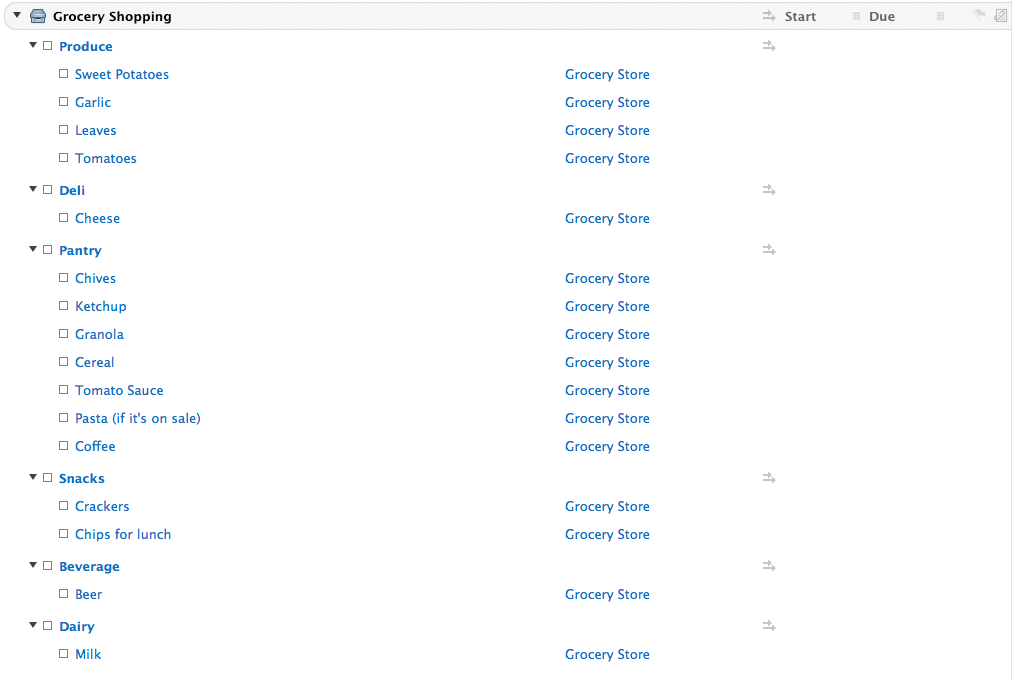 Grocery Shopping Start Due
Produce
Sweet Potatoes Grocery Store
Garlic Grocery Store
Leaves Grocery Store
Tomatoes Grocery Store
Deli
Cheese Grocery Store
Pantry
Chives Grocery Store
Ketchup Grocery Store
Granola Grocery Store
Cereal Grocery Store
Tomato Sauce Grocery Store
Pasta (if it's on sale) Grocery Store
Coffee Grocery Store
Snacks
Crackers Grocery Store
Chips for lunch Grocery Store
Beverage
Beer Grocery Store
Dairy
Milk Grocery Store